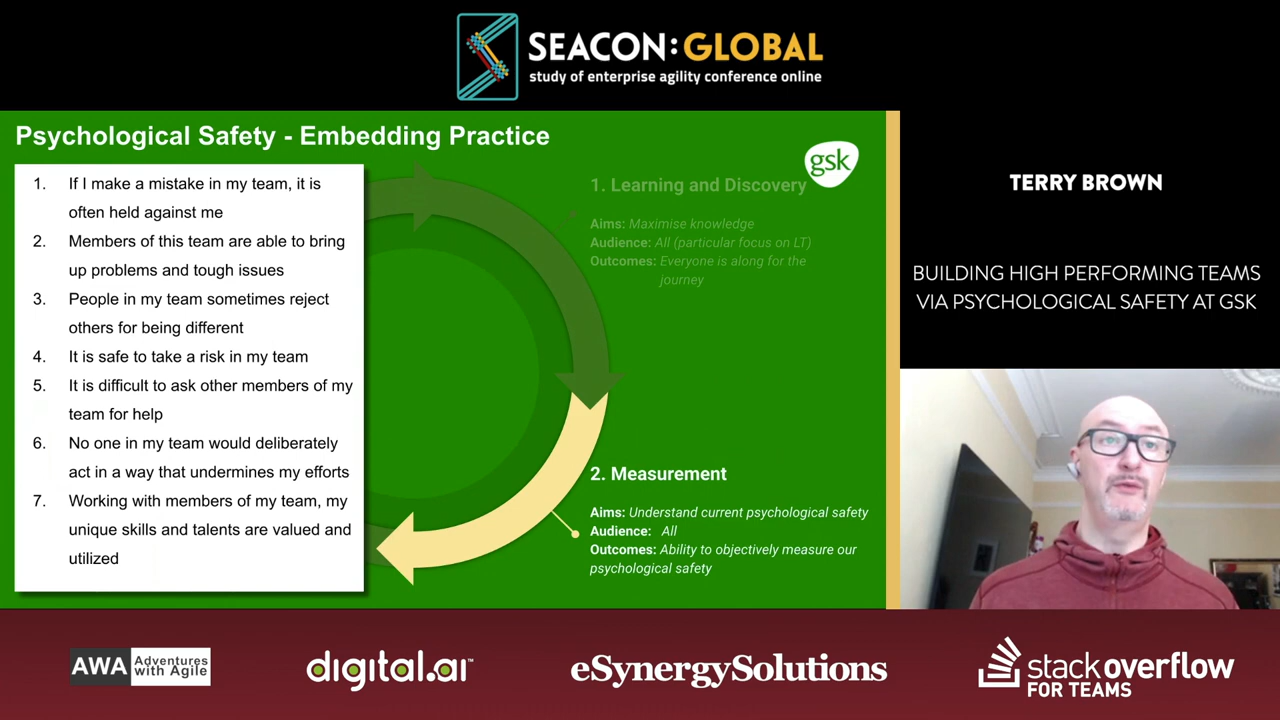 SEACON:GLOBAL
study of enterprise agility conference online
Psychological Safety - Embedding Practice
gsk
1. If I make a mistake in my team, it is
often held against me
2. Members of this team are able to bring
up problems and tough issues
3. People in my team sometimes reject
others for being different
4. It is safe to take a risk in my team
5. It is difficult to ask other members of my
team for help
6. No one in my team would deliberately
act in a way that undermines my efforts
7. Working with members of my team, my
unique skills and talents are valued and
utilized
1. Learning and Discovery
Aims: Maximise knowledge
Audience: All (particular focus on LT)
Outcomes: Everyone is along for the
journey
2. Measurement
Aims: Understand current psychological safety
Audience: All
Outcomes: Ability to objectively measure our
psychological safety
TERRY BROWN
BUILDING HIGH PERFORMING TEAMS
VIA PSYCHOLOGICAL SAFETY AT GSK
AWA Adventures
with Agile
digital.ai™
eSynergySolutions
stackoverflow
FOR TEAMS